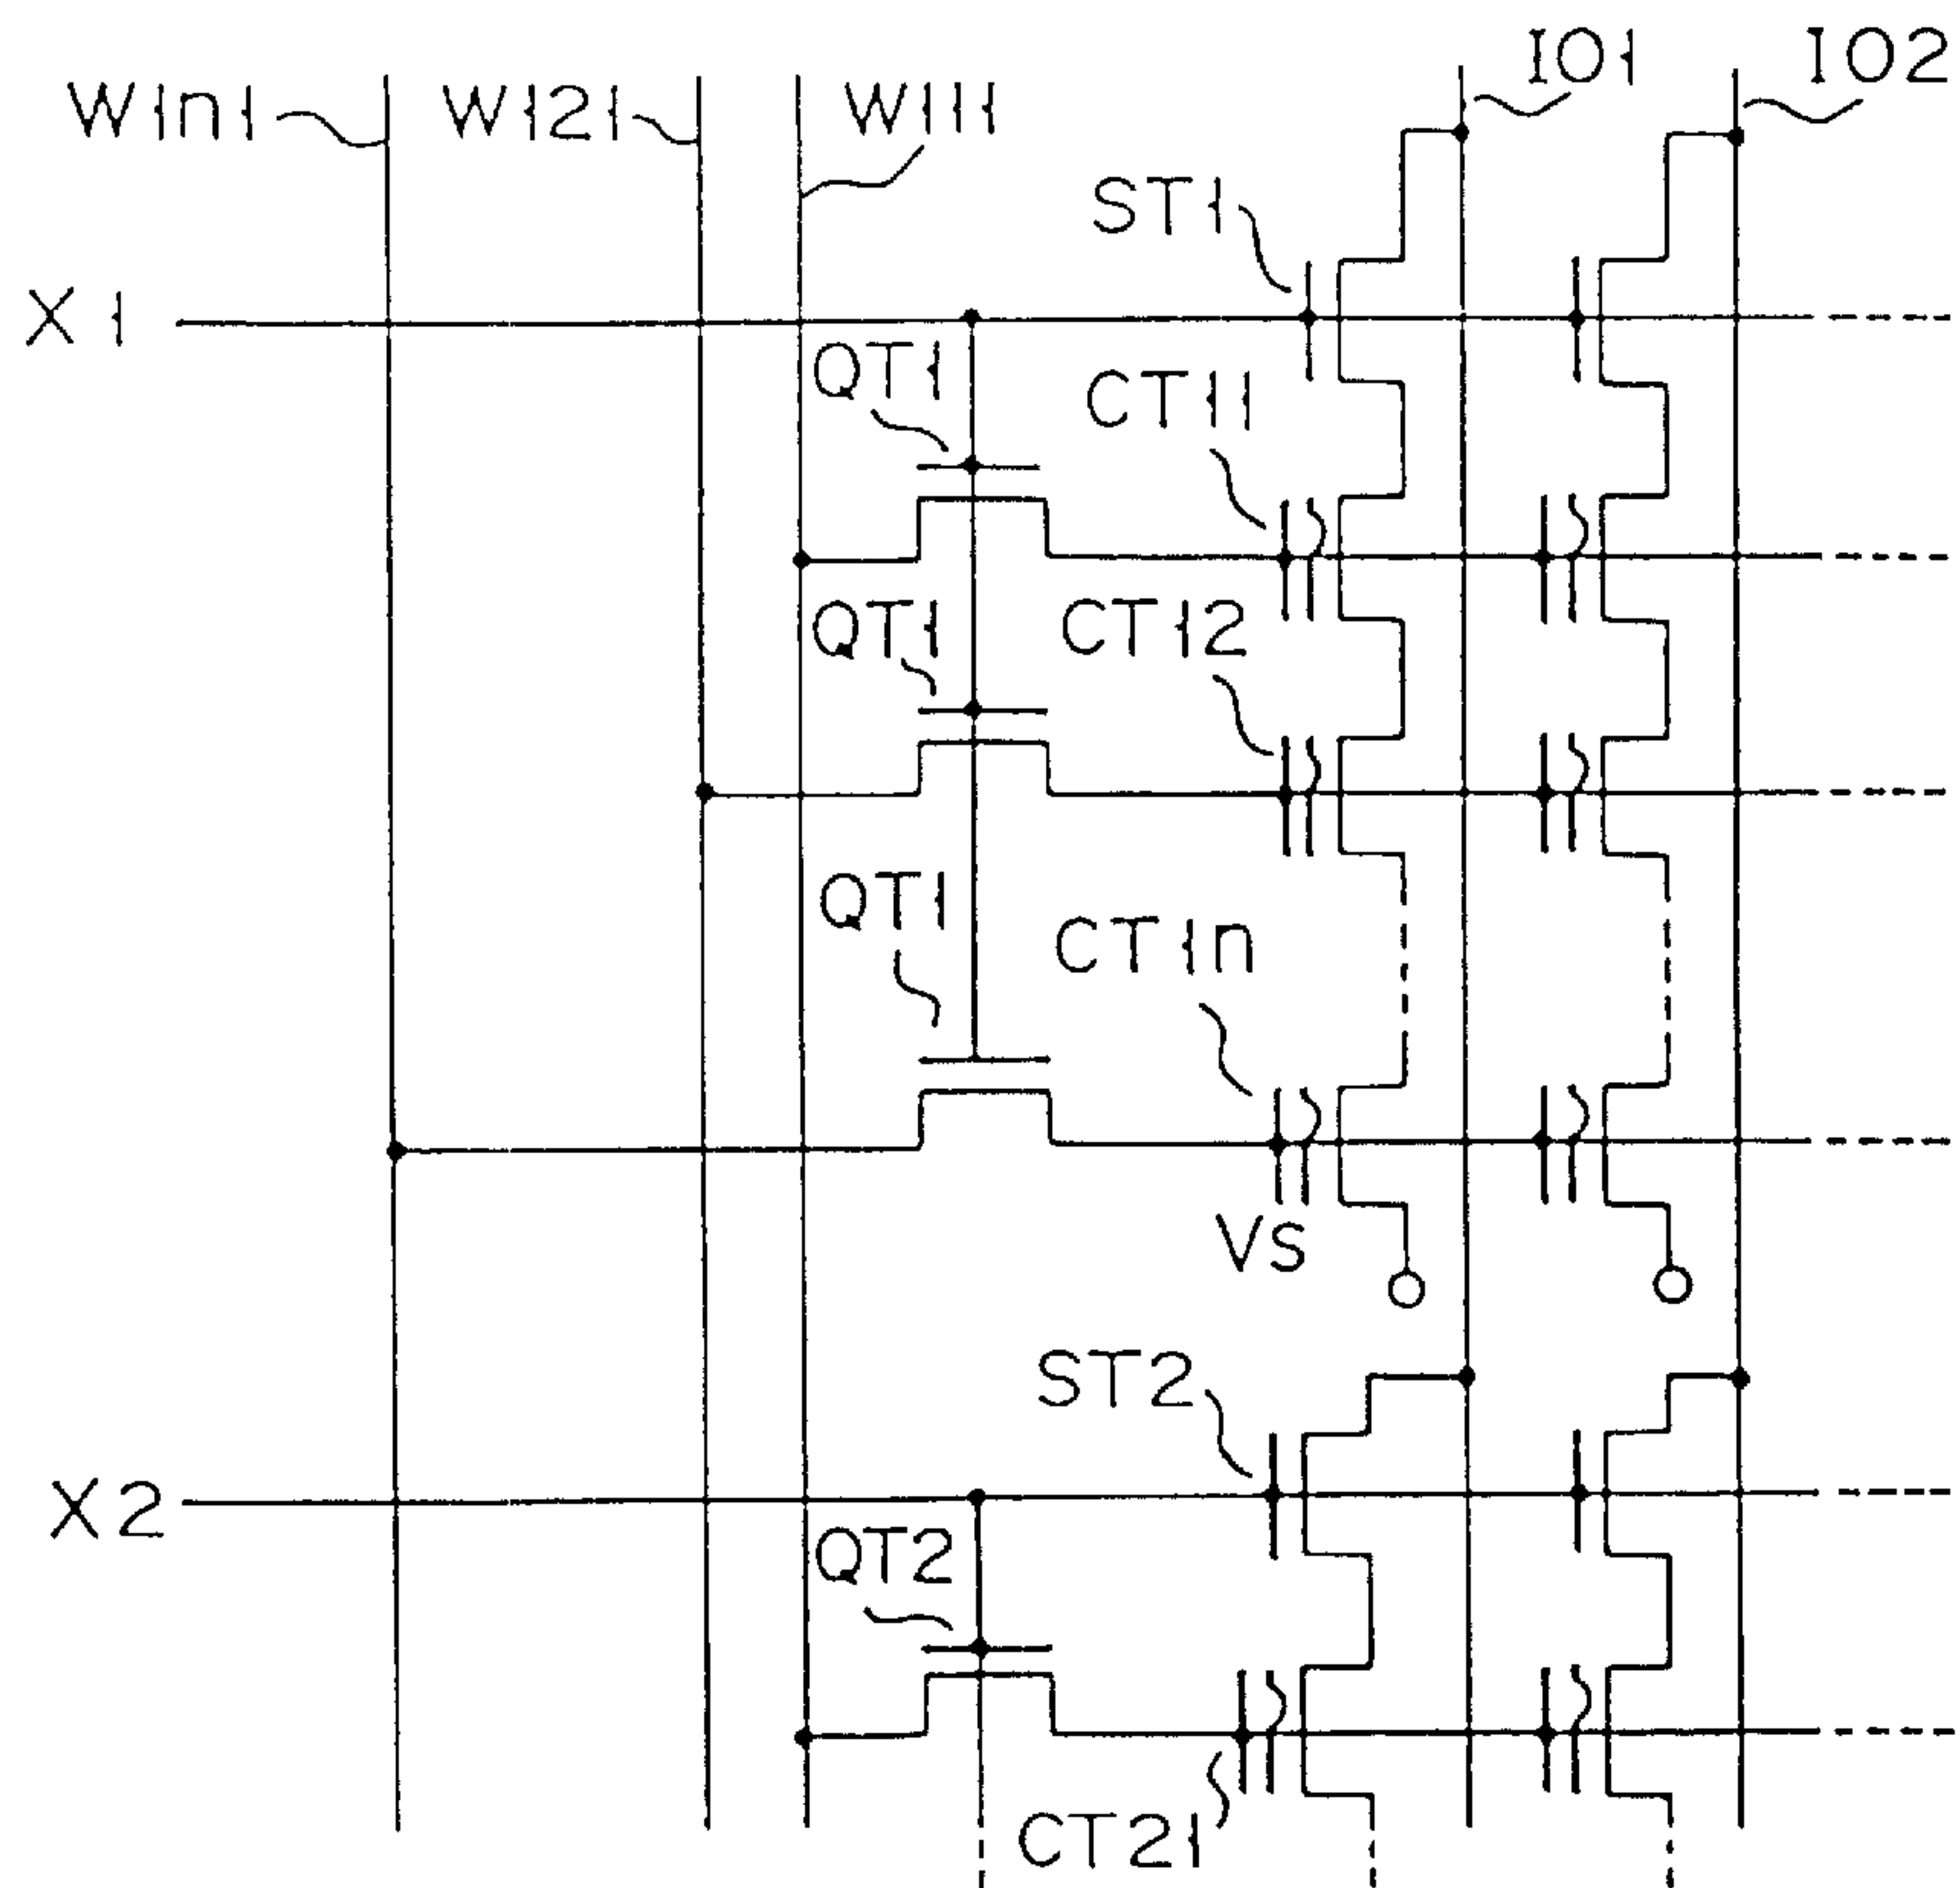 IO1 IO2
W1n1 W121 W111
ST1
X1
QT1
CT11
QT1 CT12
QT1
CT1n
VS
ST2
X2
QT2
CT21